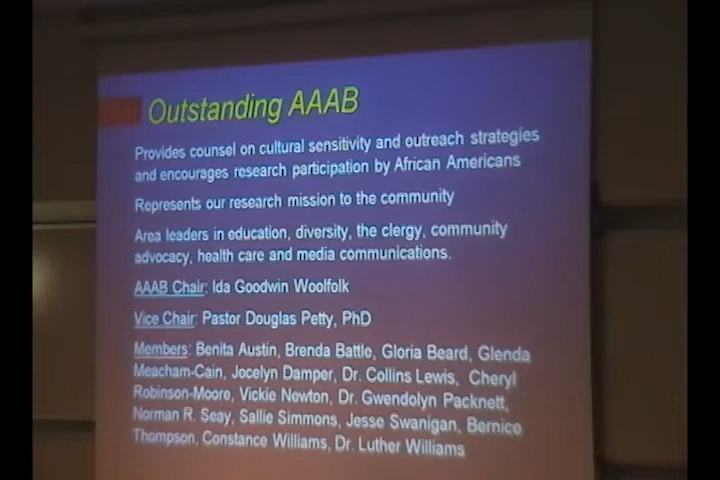 Outstanding AAAB
Provides counsel on cultural sensitivity and outreach strategies
and encourages research participation by African Americans
Represents our research mission to the community
Area leaders in education, diversity, the clergy, community
advocacy, health care and media communications.
AAAB Chair: Ida Goodwin Woolfolk
Vice Chair: Pastor Douglas Petty, PhD
Members: Benita Austin, Brenda Battle, Gloria Beard, Glenda
Meacham-Cain, Jocelyn Damper, Dr. Collins Lewis, Cheryl
Robinson-Moore, Vickie Newton, Dr. Gwendolyn Packnett,
Norman R. Seay, Sallie Simmons, Jesse Swanigan, Bernice
Thompson, Constance Williams, Dr. Luther Williams